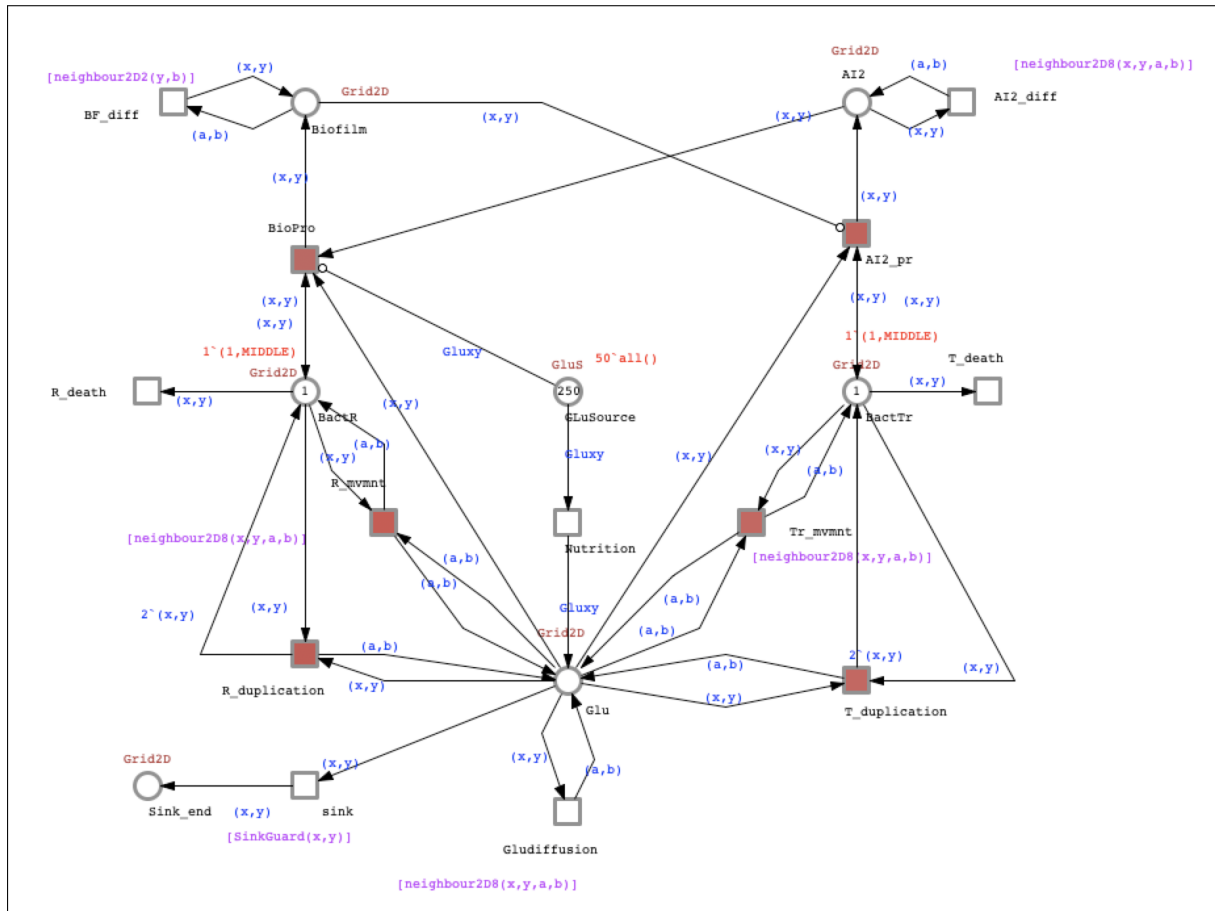 Grid2D
[neighbour2D2(y,b)]
(x,y)
Grid2D
AI2
(a,b)
[neighbour2D8(x,y,a,b)]
BF_diff
(a,b)
Biofilm
(x,y)
(x,y)
(x,y)
AI2_diff
(x,y)
(x,y)
BioPro
AI2_pr
(x,y)
(x,y)
(x,y)
(x,y)
1`(1,MIDDLE)
Gluxy
50`all()
1`(1,MIDDLE)
R_death
Grid2D
GluS
Grid2D
T_death
(x,y)
1
BactR
(x,y)
250
GLuSource
1
BactTr
(x,y)
(a,b)
(x,y)
R_mvmnt
Gluxy
(x,y)
(x,y)
(a,b)
[neighbour2D8(x,y,a,b)]
Nutrition
Tr_mvmnt
[neighbour2D8(x,y,a,b)]
(a,b)
(a,b)
2`(x,y)
(x,y)
Gluxy
(a,b)
(a,b)
Grid2D
(a,b)
(a,b)
2`(x,y)
(x,y)
R_duplication
(x,y)
Glu
(x,y)
T_duplication
Grid2D
(x,y)
(x,y)
(a,b)
Sink_end
(x,y)
sink
[SinkGuard(x,y)]
Gludiffusion
[neighbour2D8(x,y,a,b)]